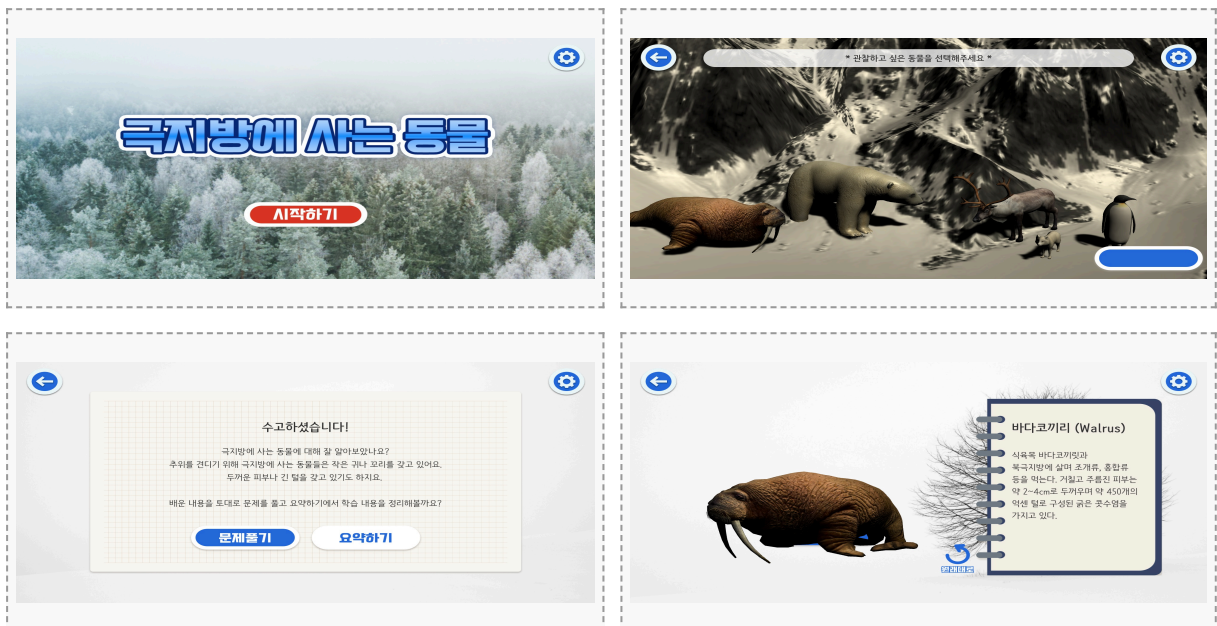 극지방에 사는 동물
시작하기
* 관찰하고 싶은 동물을 선택해주세요 *
수고하셨습니다!
극지방에 사는 동물에 대해 잘 알아보았나요?
추위를 견디기 위해 극지방에 사는 동물들은 작은 귀나 꼬리를 갖고 있어요.
두꺼운 피부나 긴 털을 갖고 있기도 하지요.
배운 내용을 토대로 문제를 풀고 요약하기에서 학습 내용을 정리해볼까요?
문제풀기
요약하기
바다코끼리 (Walrus)
식육목 바다코끼릿과
북극지방에 살며 조개류, 홍합류
등을 먹는다. 거칠고 주름진 피부는
약 2~4cm로 두꺼우며 약 450개의
억센 털로 구성된 굵은 콧수염을
가지고 있다.
원래대로